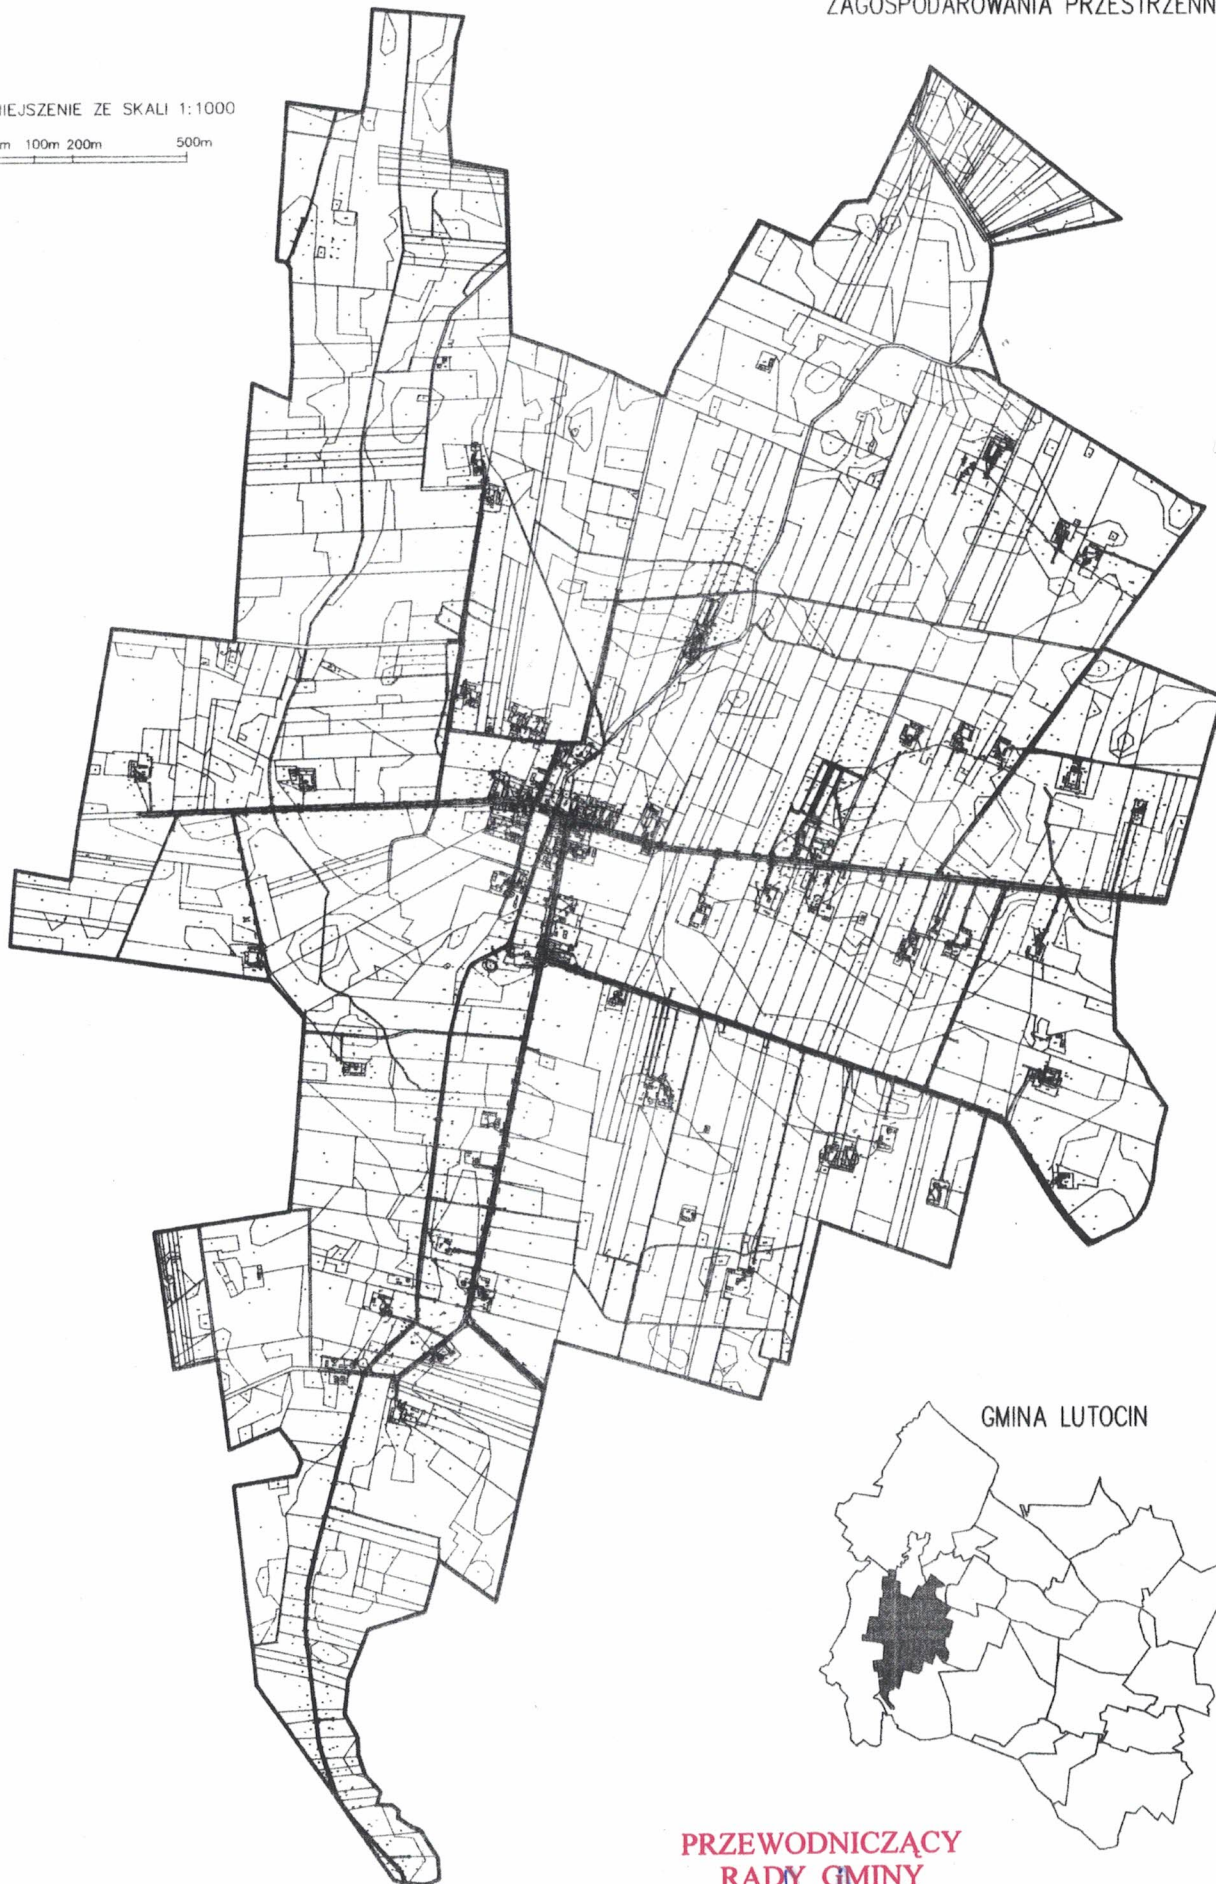 ZAGOSPODAROWANIA PRZESTRZENN
IEJSZENIE ZE SKALI 1:1000
m 100m 200m 500m
GMINA LUTOCIN
PRZEWODNICZĄCY
RADY GMINY